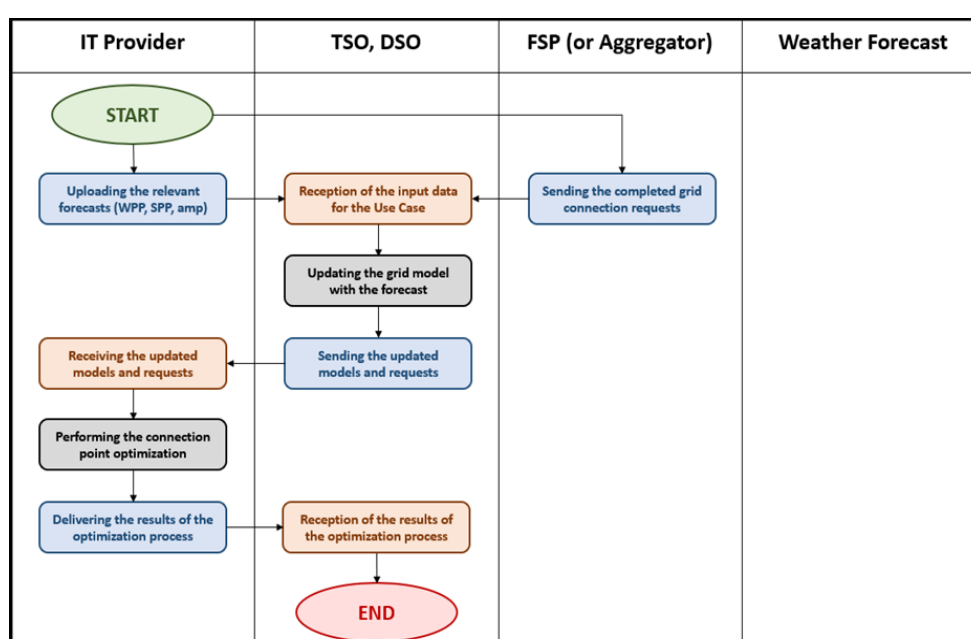 IT Provider
TSO, DSO
FSP (or Aggregator)
Weather Forecast
START
Uploading the relevant
forecasts (WPP, SPP, amp)
Reception of the input data
for the Use Case
Sending the completed grid
connection requests
Updating the grid model
with the forecast
Receiving the updated
models and requests
Sending the updated
models and requests
Performing the connection
point optimization
Delivering the results of the
optimization process
Reception of the results of
the optimization process
END